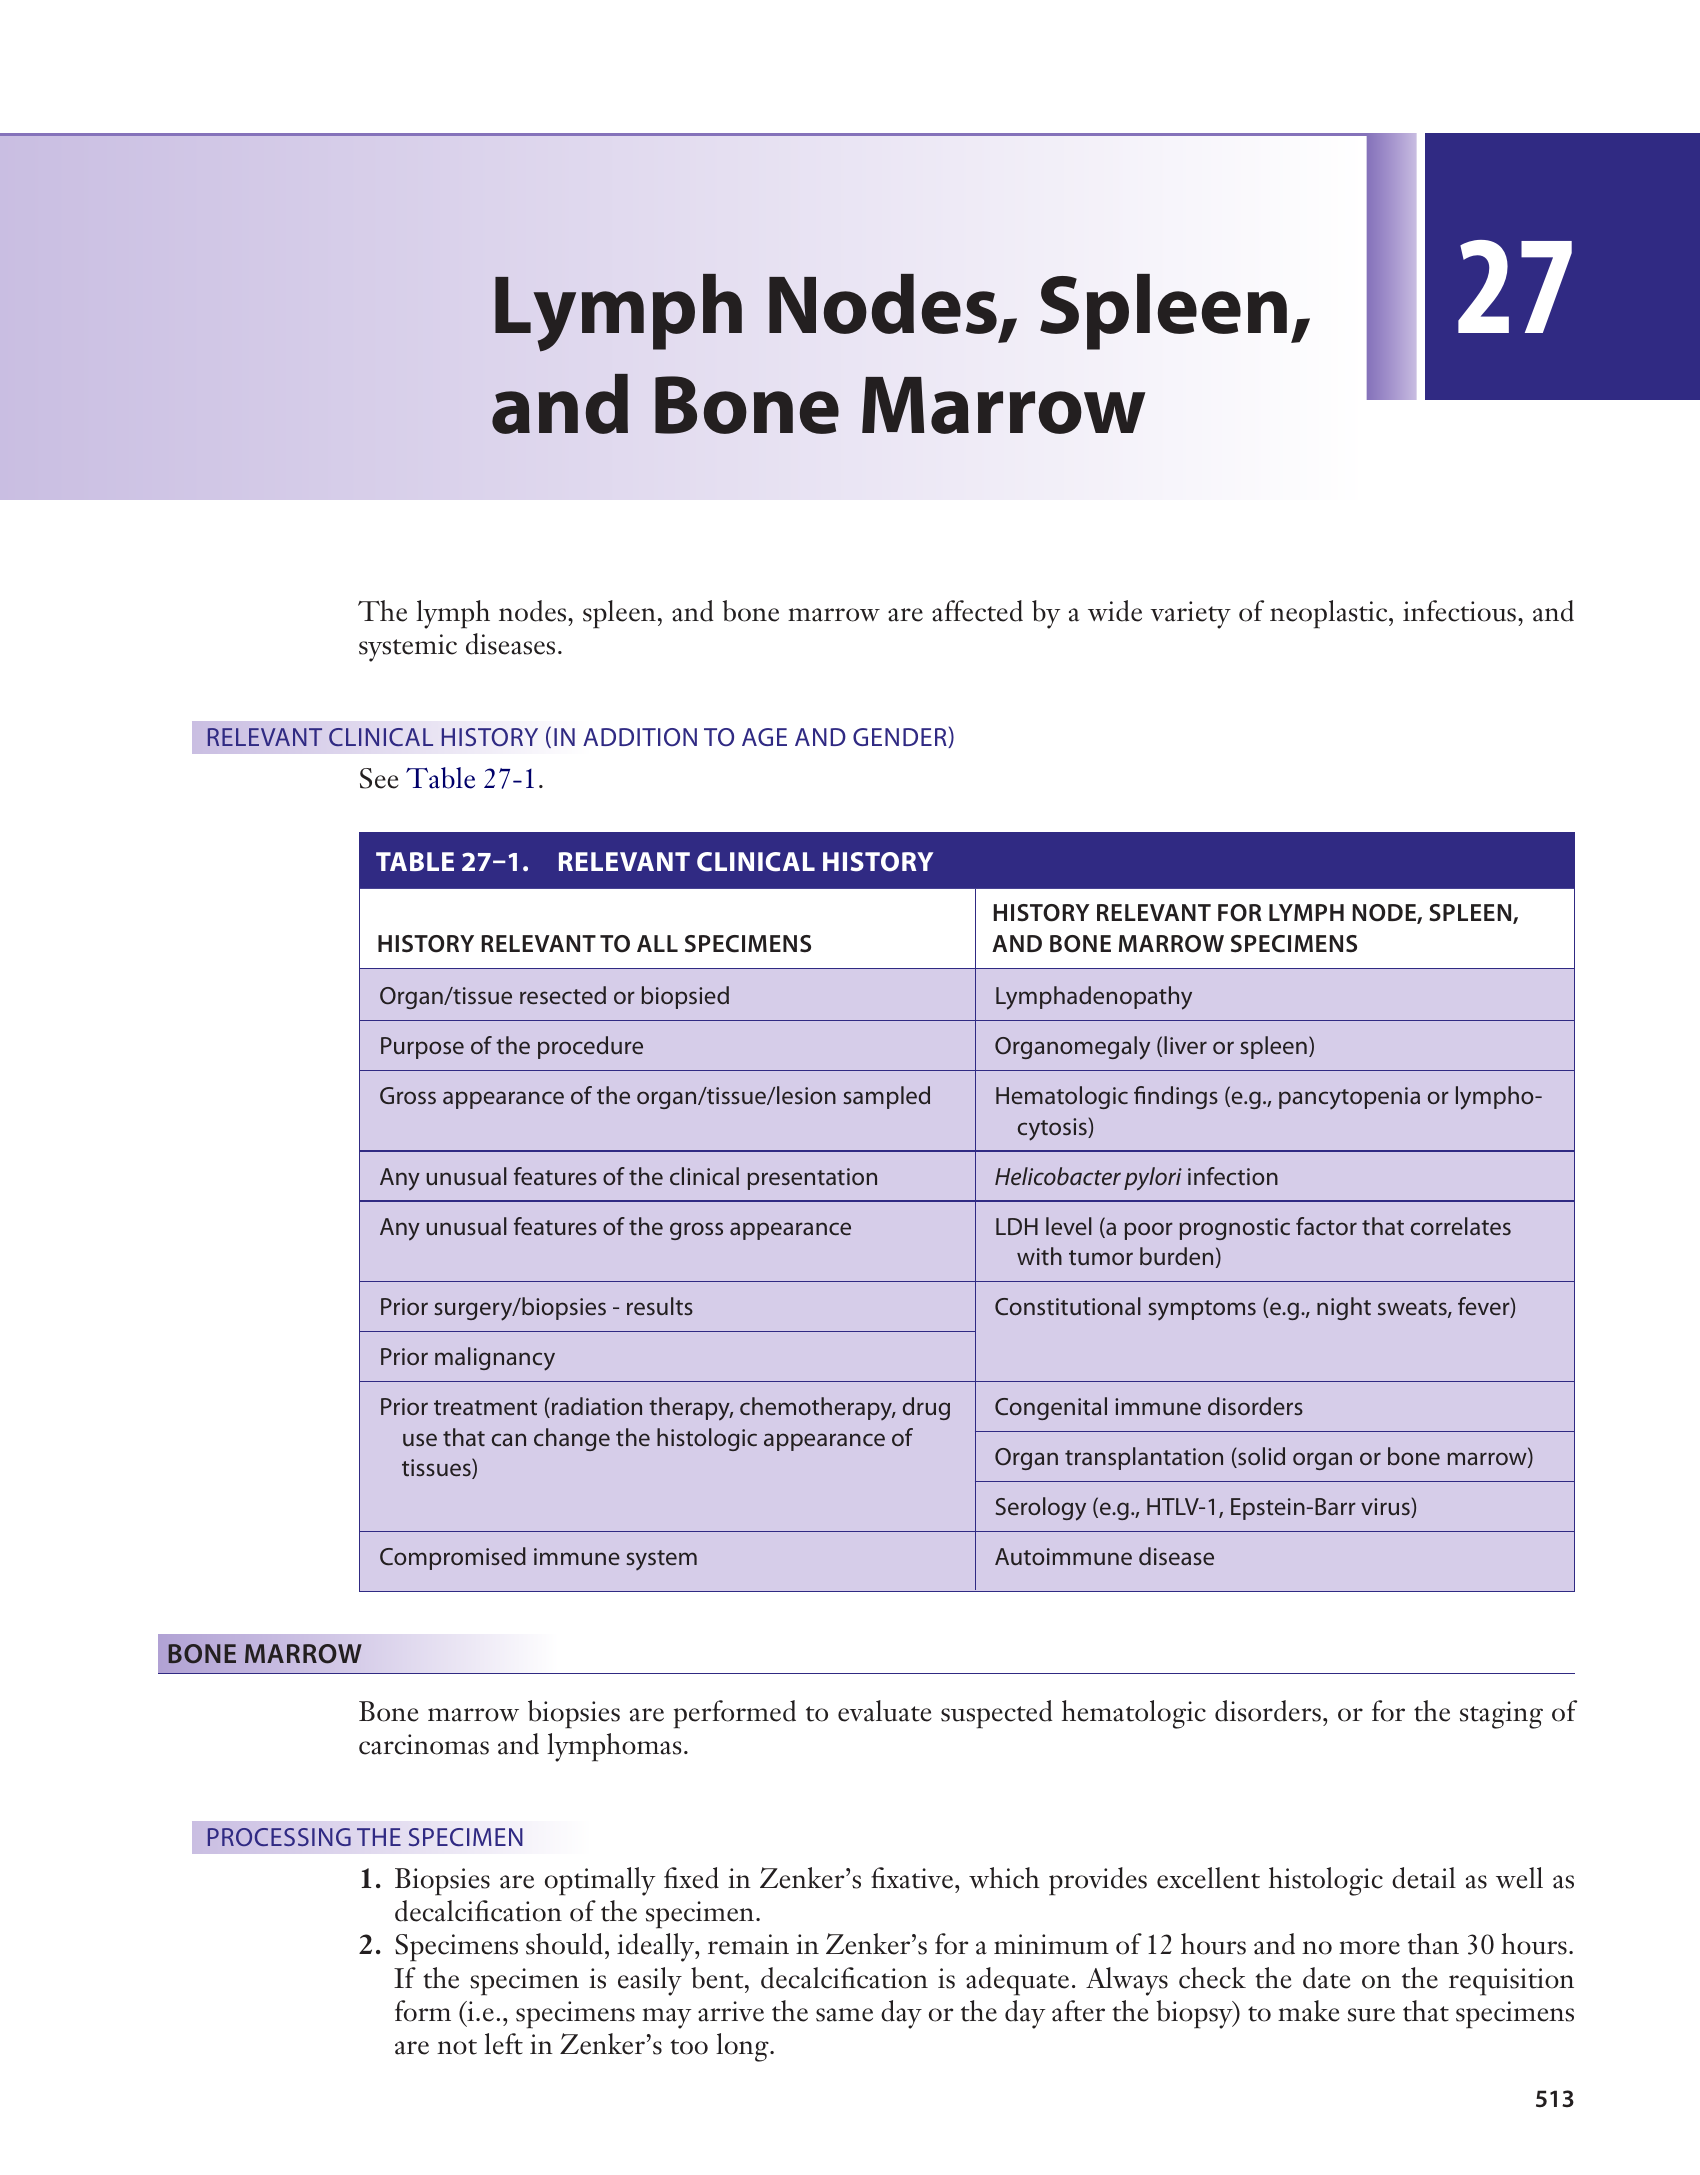 27
Lymph Nodes, Spleen,
and Bone Marrow
The lymph nodes, spleen, and bone marrow are affected by a wide variety of neoplastic, infectious, and
systemic diseases.
RELEVANT CLINICAL HISTORY (IN ADDITION TO AGE AND GENDER)
See Table 27-1.
TABLE 27–1. RELEVANT CLINICAL HISTORY
HISTORY RELEVANT TO ALL SPECIMENS
HISTORY RELEVANT FOR LYMPH NODE, SPLEEN,
AND BONE MARROW SPECIMENS
Organ/tissue resected or biopsied
Lymphadenopathy
Purpose of the procedure
Organomegaly (liver or spleen)
Gross appearance of the organ/tissue/lesion sampled
Hematologic findings (e.g., pancytopenia or lympho-
cytosis)
Any unusual features of the clinical presentation
Helicobacter pylori infection
Any unusual features of the gross appearance
LDH level (a poor prognostic factor that correlates
with tumor burden)
Prior surgery/biopsies - results
Constitutional symptoms (e.g., night sweats, fever)
Prior malignancy
Prior treatment (radiation therapy, chemotherapy, drug
use that can change the histologic appearance of
tissues)
Congenital immune disorders
Organ transplantation (solid organ or bone marrow)
Serology (e.g., HTLV-1, Epstein-Barr virus)
Compromised immune system
Autoimmune disease
BONE MARROW
Bone marrow biopsies are performed to evaluate suspected hematologic disorders, or for the staging of
carcinomas and lymphomas.
PROCESSING THE SPECIMEN
1. Biopsies are optimally fixed in Zenker's fixative, which provides excellent histologic detail as well as
decalcification of the specimen.
2. Specimens should, ideally, remain in Zenker's for a minimum of 12 hours and no more than 30 hours.
If the specimen is easily bent, decalcification is adequate. Always check the date on the requisition
form (i.e., specimens may arrive the same day or the day after the biopsy) to make sure that specimens
are not left in Zenker's too long.
513